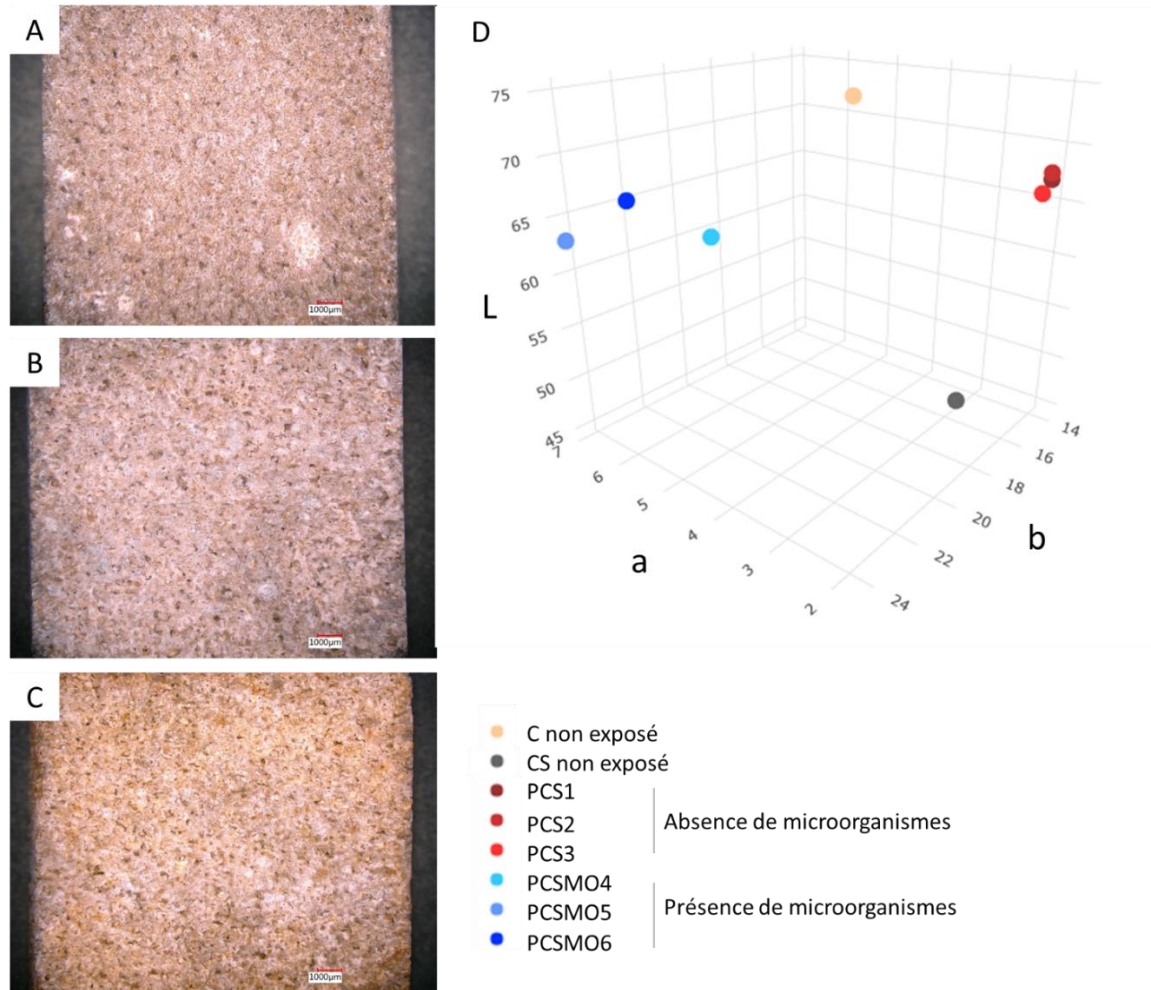 A
1000µm
B
1000µm
C
1000µm
D
75
70
65
60
55
50
45
L
7
6
5
4
3
2
a
14
16
18
20
22
24
b
C non exposé
CS non exposé
PCS1
PCS2
PCS3
Absence de microorganismes
PCSMO4
PCSMO5
PCSMO6
Présence de microorganismes